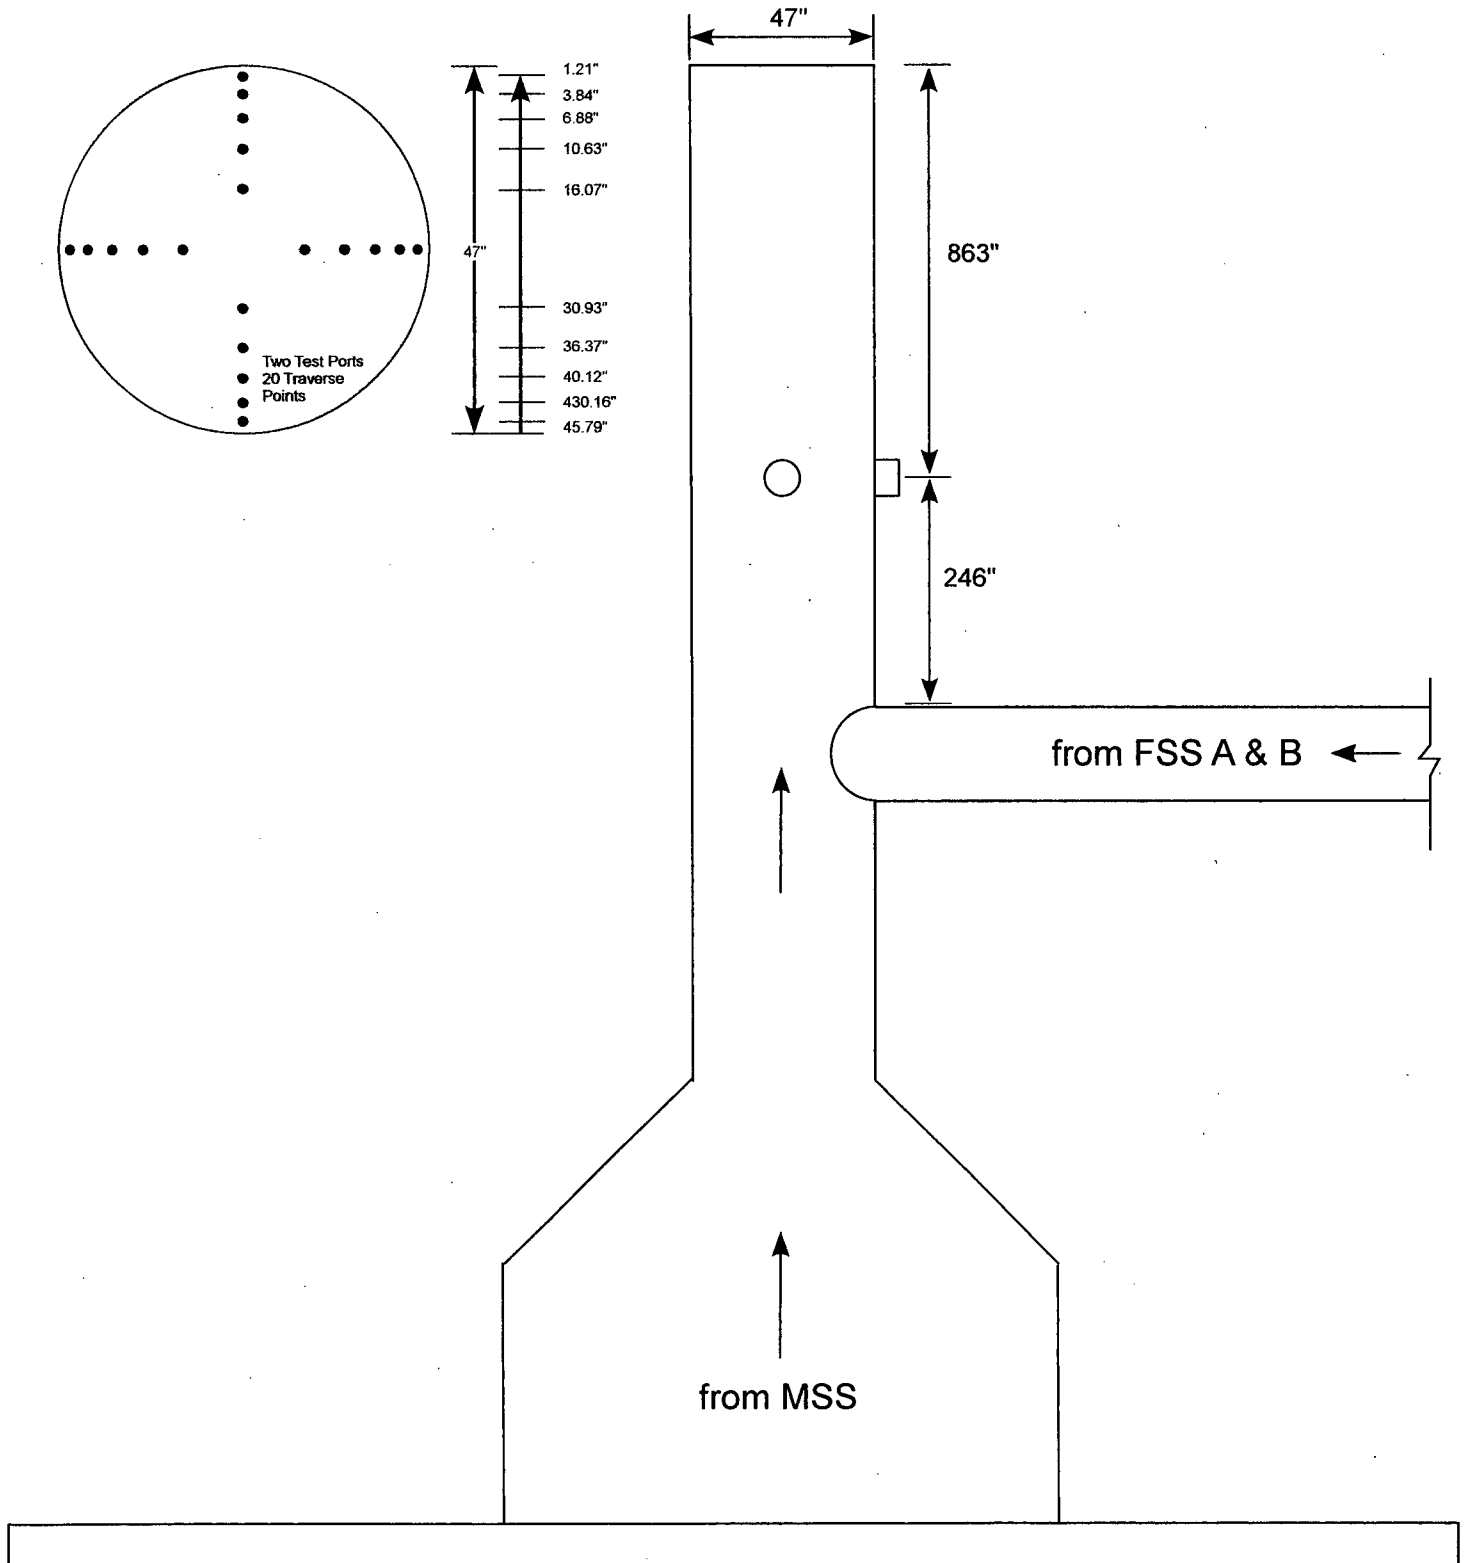 47"
1.21"
3.84"
6.88"
10.63"
16.07"
47"
863"
30.93"
36.37"
40.12"
430.16"
45.79"
Two Test Ports
20 Traverse
Points
246"
from FSS A & B
from MSS